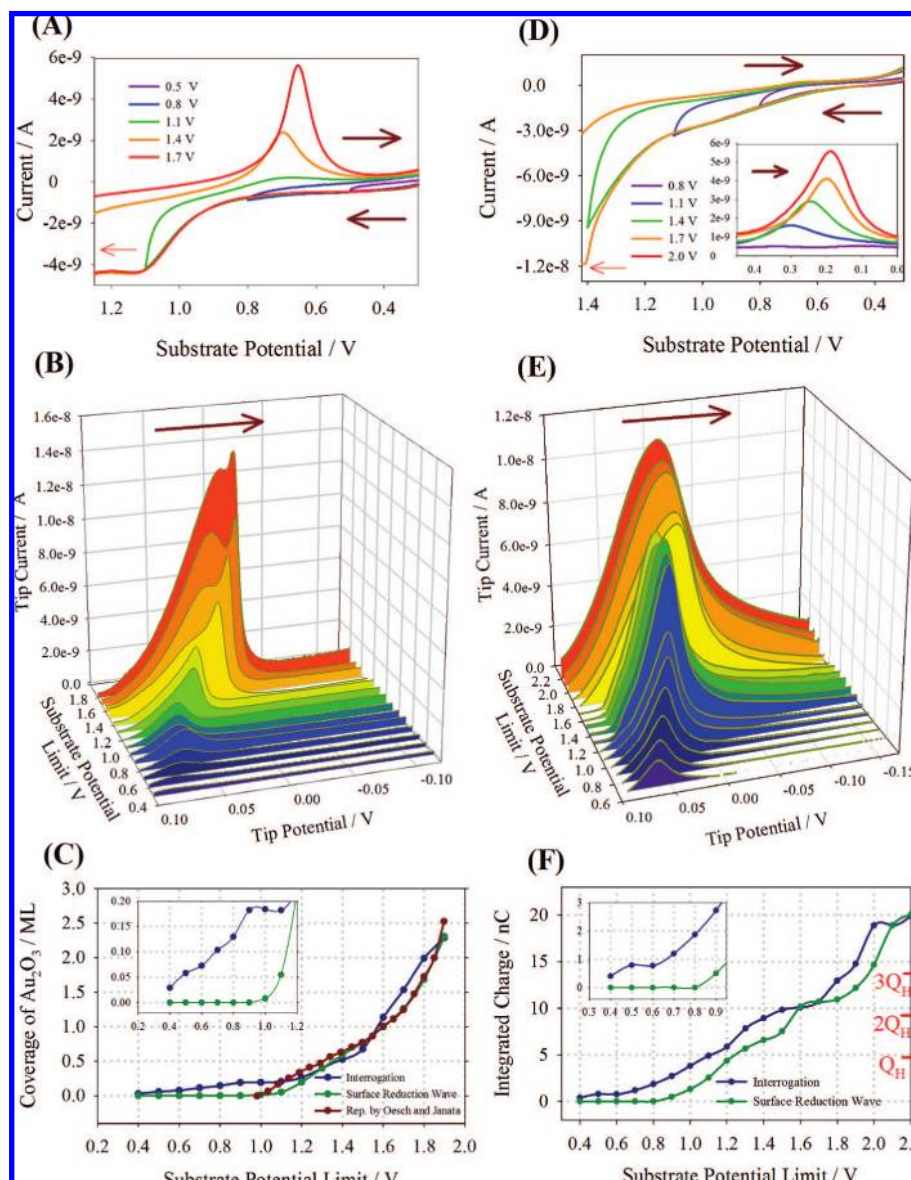 (A)
6e-9
4e-9
2e-9
0
-2e-9
-4e-9
Current / A
0.5 V
0.8 V
1.1 V
1.4 V
1.7 V
1.2 1.0 0.8 0.6 0.4
Substrate Potential / V
(D)
0.0
-3.0e-9
-6.0e-9
-9.0e-9
-1.2e-8
Current / A
0.8 V
1.1 V
1.4 V
1.7 V
2.0 V
6e-9
5e-9
4e-9
3e-9
2e-9
1e-9
0
0.4 0.3 0.2 0.1 0.0
1.4 1.2 1.0 0.8 0.6 0.4
Substrate Potential / V
(B)
1.6e-8
1.4e-8
1.2e-8
1.0e-8
8.0e-9
6.0e-9
4.0e-9
2.0e-9
0.0
Tip Current / A
1.8
1.6
1.4
1.2
1.0
0.8
0.6
0.4
Substrate Potential
Limit / V
0.10 0.05 0.00 -0.05 -0.10
Tip Potential / V
(E)
1.2e-8
1.0e-8
8.0e-9
6.0e-9
4.0e-9
2.0e-9
0.0
Tip Current / A
2.2
2.0
1.8
1.6
1.4
1.2
1.0
0.8
0.6
Substrate Potential
Limit / V
0.10 0.05 0.00 -0.05 -0.10 -0.15
Tip Potential / V
(C)
3.0
2.5
2.0
1.5
1.0
0.5
0.0
Coverage of Au₂O₃ / ML
0.20
0.15
0.10
0.05
0.00
0.2 0.4 0.6 0.8 1.0 1.2
Interrogation
Surface Reduction Wave
Rep. by Oesch and Janata
0.2 0.4 0.6 0.8 1.0 1.2 1.4 1.6 1.8 2.0
Substrate Potential Limit / V
(F)
20
15
10
5
0
Integrated Charge / nC
3
2
1
0
0.2 0.3 0.4 0.5 0.6 0.7 0.8 0.9
3Q_H
2Q_H
Q_H
Interrogation
Surface Reduction Wave
0.4 0.6 0.8 1.0 1.2 1.4 1.6 1.8 2.0 2.2
Substrate Potential Limit / V